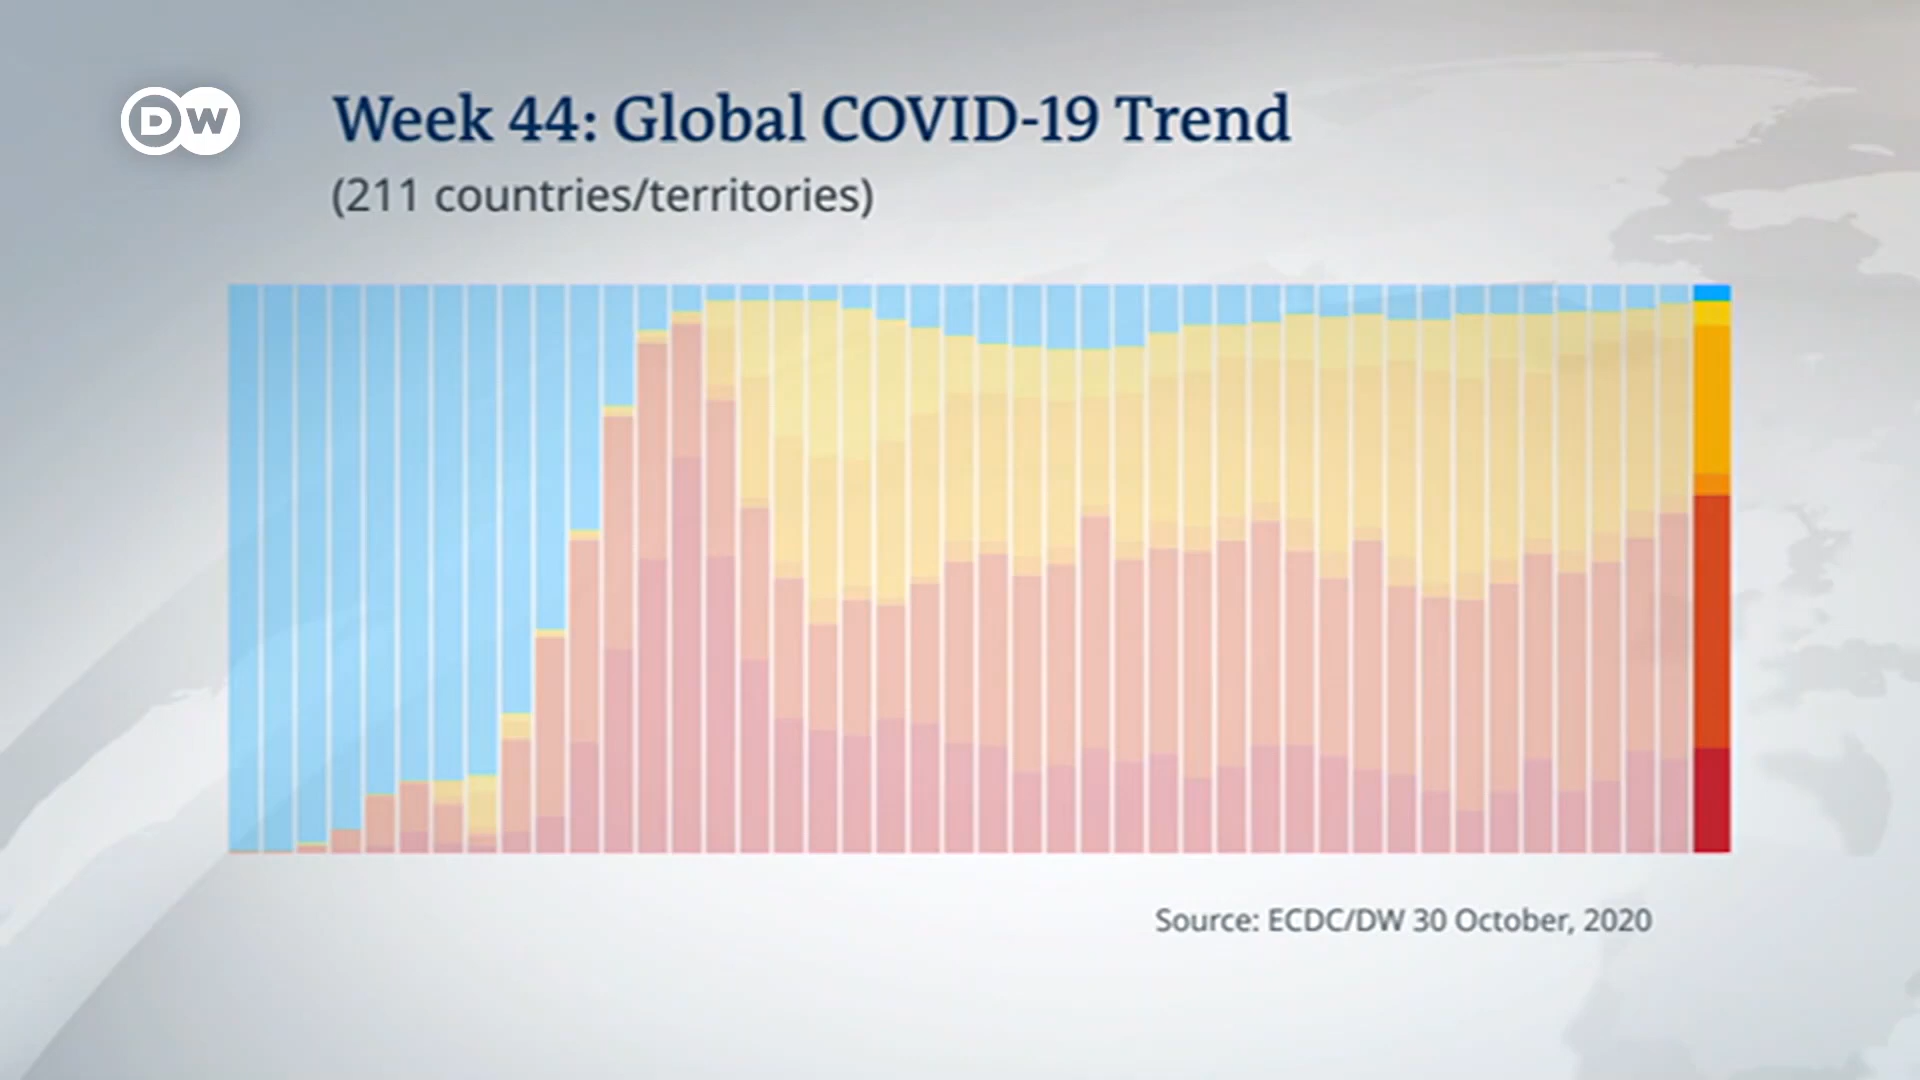 DW
Week 44: Global COVID-19 Trend
(211 countries/territories)
Source: ECDC/DW 30 October, 2020